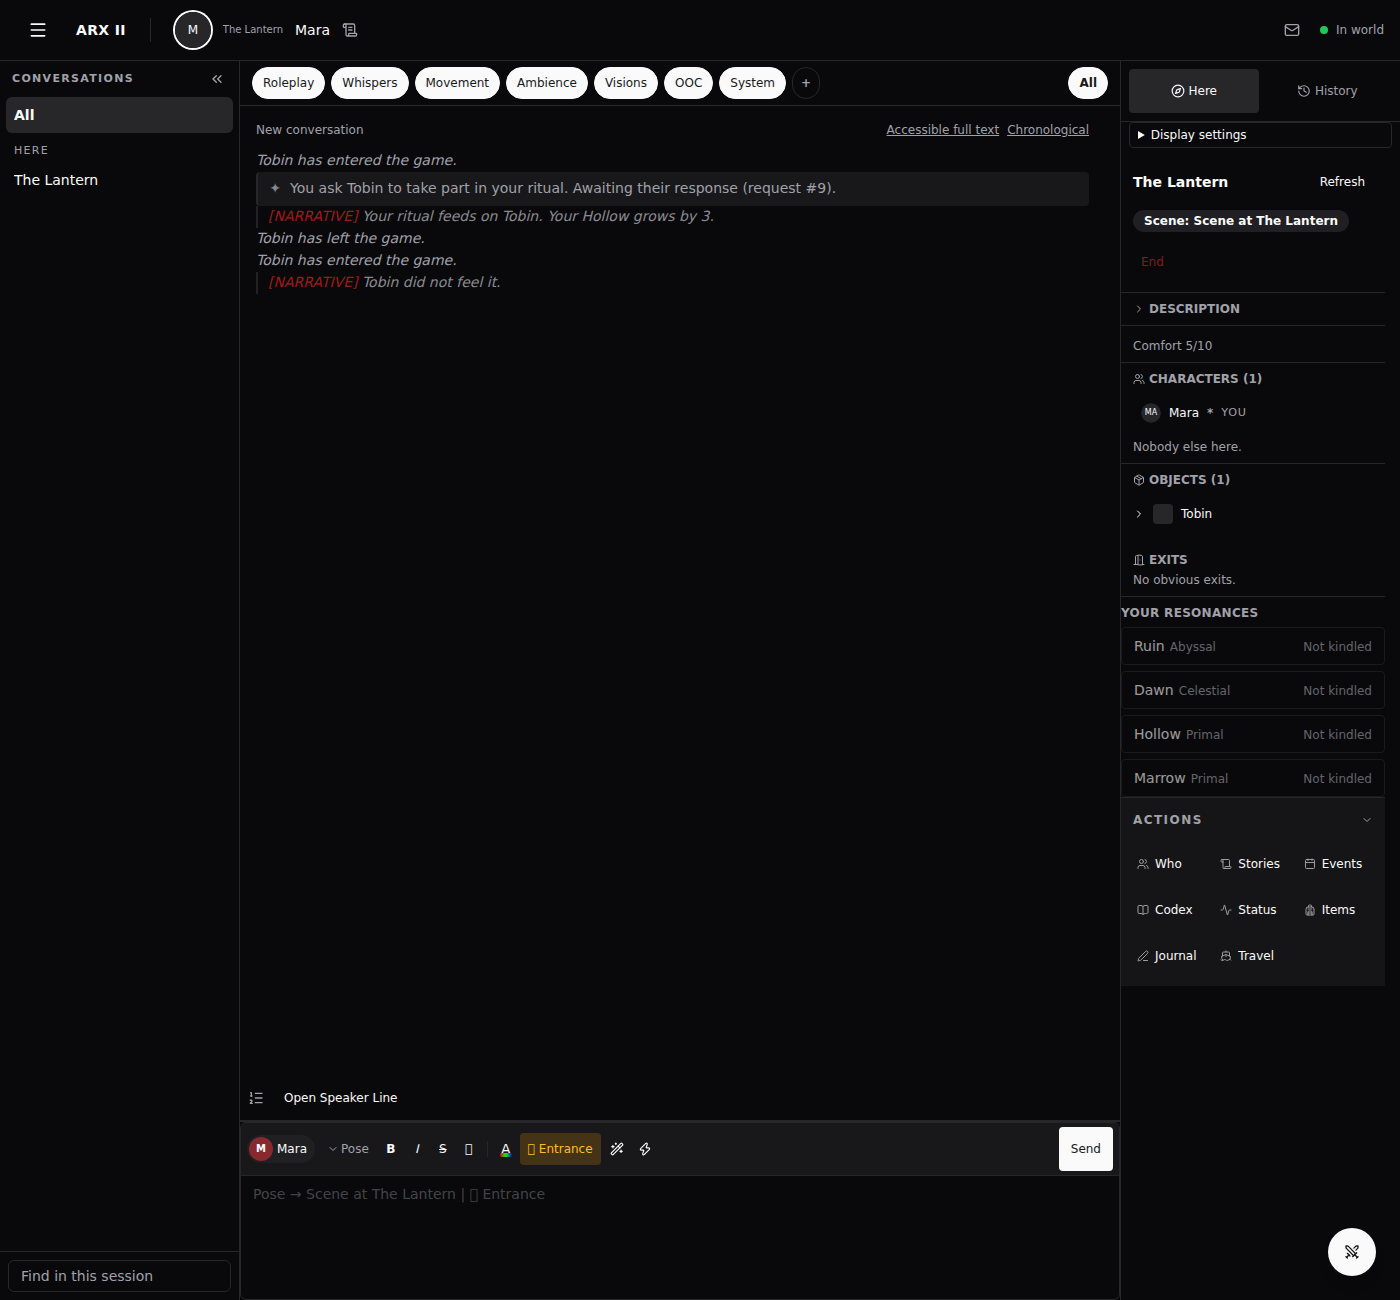 ARX II
M
The Lantern
Mara
In world
CONVERSATIONS
All
HERE
The Lantern
Find in this session
Roleplay
Whispers
Movement
Ambience
Visions
OOC
System
+
All
New conversation
Accessible full text
Chronological
Tobin has entered the game.
✦ You ask Tobin to take part in your ritual. Awaiting their response (request #9).
[NARRATIVE] Your ritual feeds on Tobin. Your Hollow grows by 3.
Tobin has left the game.
Tobin has entered the game.
[NARRATIVE] Tobin did not feel it.
Open Speaker Line
M Mara
Pose
B
I
S
A
Entrance
Send
Pose → Scene at The Lantern | Entrance
Here
History
Display settings
The Lantern
Refresh
Scene: Scene at The Lantern
End
DESCRIPTION
Comfort 5/10
CHARACTERS (1)
MA Mara * YOU
Nobody else here.
OBJECTS (1)
Tobin
EXITS
No obvious exits.
YOUR RESONANCES
Ruin Abyssal Not kindled
Dawn Celestial Not kindled
Hollow Primal Not kindled
Marrow Primal Not kindled
ACTIONS
Who
Stories
Events
Codex
Status
Items
Journal
Travel